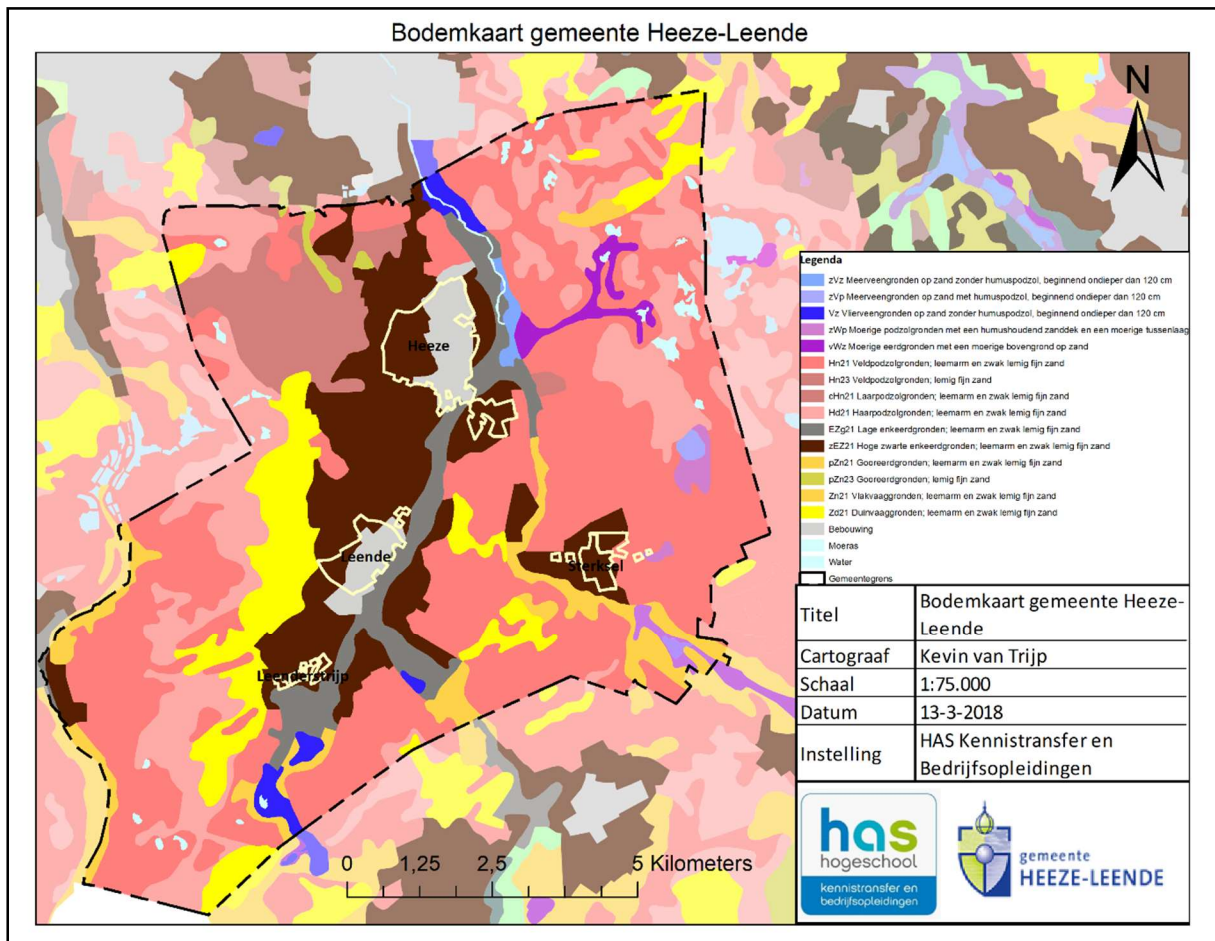 Bodemkaart gemeente Heeze-Leende
N
Heeze
Leende
Sterksel
Leenderstrijp
0 1,25 2,5 5 Kilometers
Legenda
zVz Meerveengronden op zand zonder humuspodzol, beginnend ondieper dan 120 cm
zVp Meerveengronden op zand met humuspodzol, beginnend ondieper dan 120 cm
Vz Vlierveengronden op zand zonder humuspodzol, beginnend ondieper dan 120 cm
zWp Moerige podzolgronden met een humushoudend zanddek en een moerige tussenlaag
vWz Moerige eerdgronden met een moerige bovengrond op zand
Hn21 Veldpodzolgronden; leemarm en zwak lemig fijn zand
Hn23 Veldpodzolgronden; lemig fijn zand
cHn21 Laarpodzolgronden; leemarm en zwak lemig fijn zand
Hd21 Haarpodzolgronden; leemarm en zwak lemig fijn zand
EZg21 Lage enkeerdgronden; leemarm en zwak lemig fijn zand
zEZ21 Hoge zwarte enkeerdgronden; leemarm en zwak lemig fijn zand
pZn21 Gooreerdgronden; leemarm en zwak lemig fijn zand
pZn23 Gooreerdgronden; lemig fijn zand
Zn21 Vlakvaaggronden; leemarm en zwak lemig fijn zand
Zd21 Duinvaaggronden; leemarm en zwak lemig fijn zand
Bebouwing
Moeras
Water
Gemeentegrens
Titel Bodemkaart gemeente Heeze-
Leende
Cartograaf Kevin van Trijp
Schaal 1:75.000
Datum 13-3-2018
Instelling HAS Kennistransfer en
Bedrijfsopleidingen
has
hogeschool
kennistransfer en
bedrijfsopleidingen
gemeente
HEEZE-LEENDE